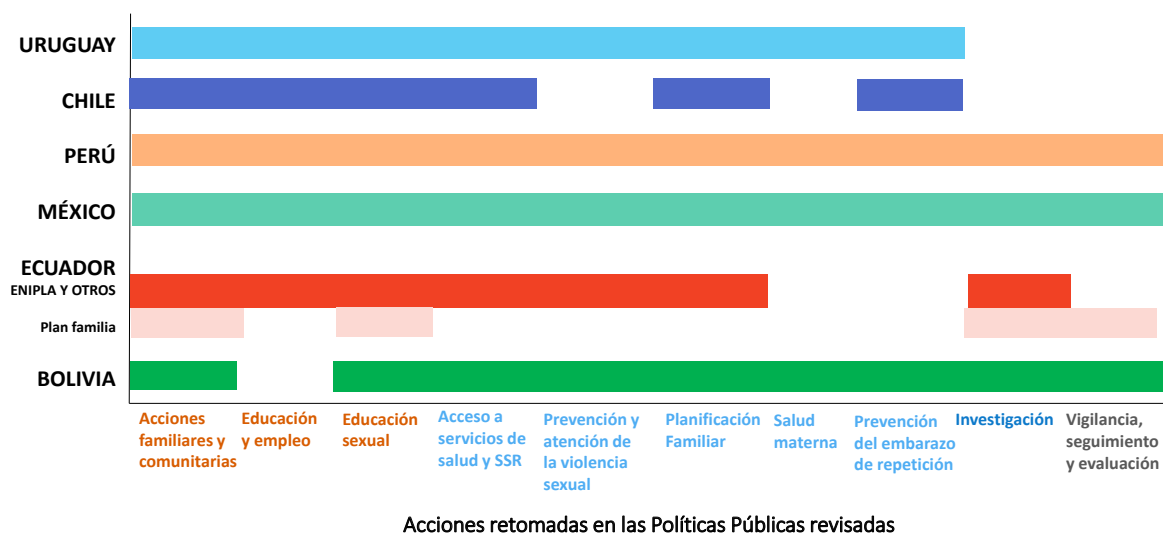 URUGUAY
CHILE
PERÚ
MÉXICO
ECUADOR
ENIPLA Y OTROS
Plan familia
BOLIVIA
Acciones
familiares y
comunitarias
Educación
y empleo
Educación
sexual
Acceso a
servicios de
salud y SSR
Prevención y
atención de
la violencia
sexual
Planificación
Familiar
Salud
materna
Prevención
del embarazo
de repetición
Investigación
Vigilancia,
seguimiento
y evaluación
Acciones retomadas en las Políticas Públicas revisadas